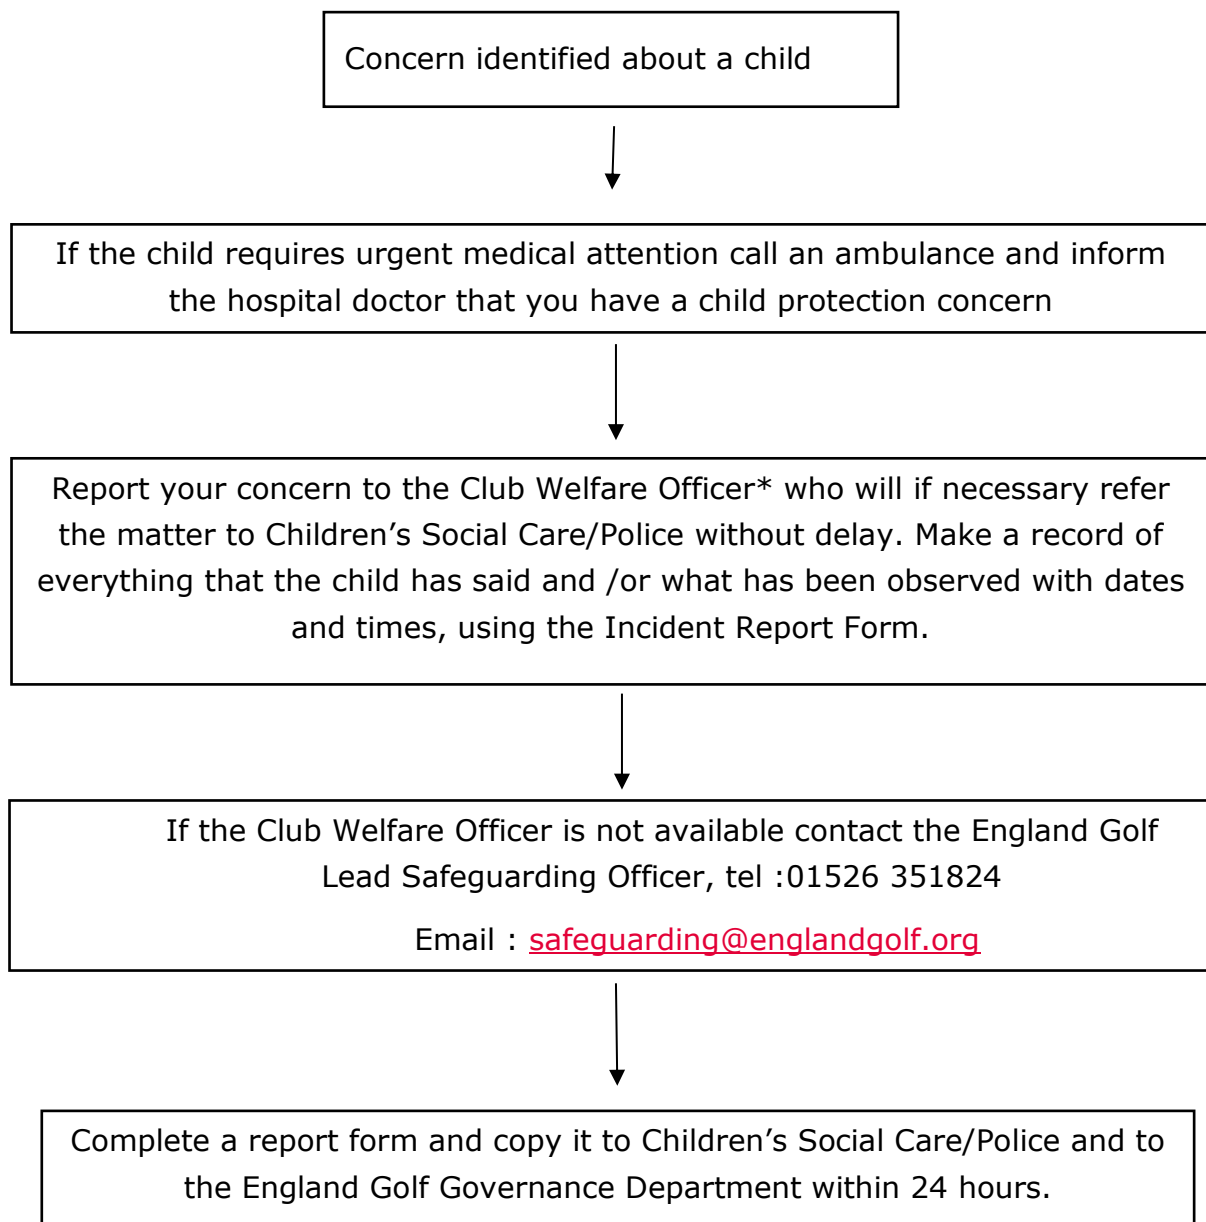 Concern identified about a child
If the child requires urgent medical attention call an ambulance and inform
the hospital doctor that you have a child protection concern
Report your concern to the Club Welfare Officer* who will if necessary refer
the matter to Children’s Social Care/Police without delay. Make a record of
everything that the child has said and /or what has been observed with dates
and times, using the Incident Report Form.
If the Club Welfare Officer is not available contact the England Golf
Lead Safeguarding Officer, tel :01526 351824
Email : safeguarding@englandgolf.org
Complete a report form and copy it to Children’s Social Care/Police and to
the England Golf Governance Department within 24 hours.